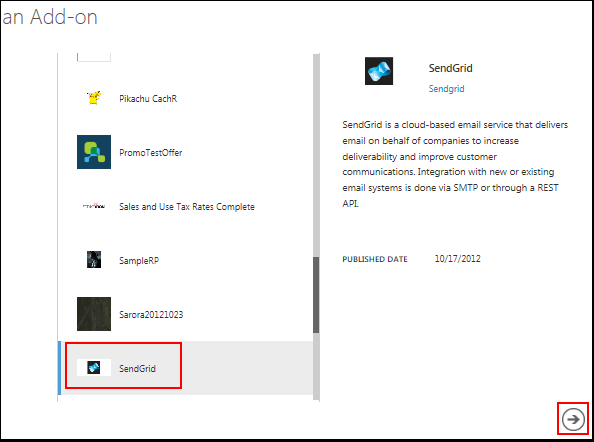 an Add-on
Pikachu CachR
PromoTestOffer
Sales and Use Tax Rates Complete
SampleRP
Sarora20121023
SendGrid
SendGrid
Sendgrid
SendGrid is a cloud-based email service that delivers
email on behalf of companies to increase
deliverability and improve customer
communications. Integration with new or existing
email systems is done via SMTP or through a REST
API.
PUBLISHED DATE 10/17/2012